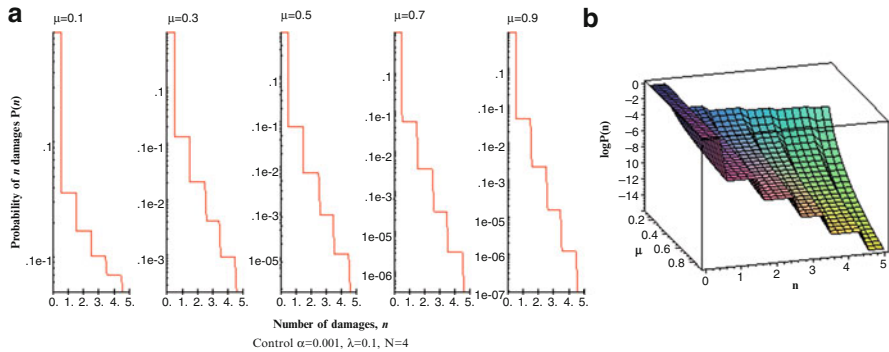 a
μ=0.1
μ=0.3
μ=0.5
μ=0.7
μ=0.9
b
Probability of n damages P(n)
.1
.1e-1
.1
.1e-1
.1e-2
.1e-3
.1
.1e-1
.1e-2
.1e-3
1e-05
.1
.1e-1
.1e-2
.1e-3
1e-05
1e-06
.1
.1e-1
.1e-2
.1e-3
1e-05
1e-06
1e-07
0. 1. 2. 3. 4. 5.
0. 1. 2. 3. 4. 5.
0. 1. 2. 3. 4. 5.
0. 1. 2. 3. 4. 5.
0. 1. 2. 3. 4. 5.
Number of damages, n
Control α=0.001, λ=0.1, N=4
logP(n)
0
−2
−4
−6
−8
−10
−12
−14
0.2
0.4
0.6
0.8
μ
0 1 2 3 4 5
n